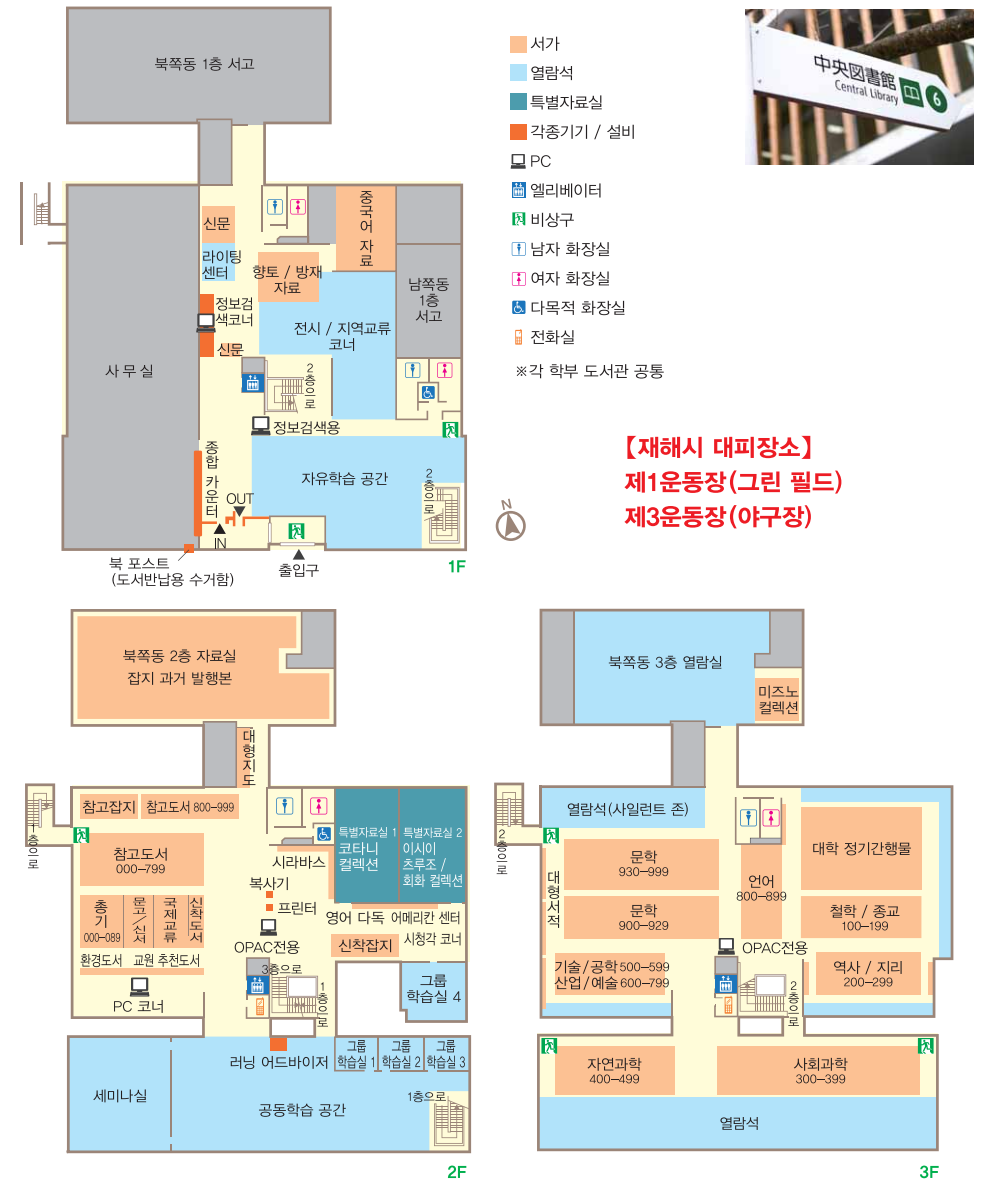 북쪽동 1층 서고
신문
라이팅
센터
중국어 자료
향토 / 방재
자료
정보검
색코너
신문
전시 / 지역교류
코너
남쪽동
1층
서고
사무실
2층으로
정보검색용
종합 카운터
자유학습 공간
2층으로
OUT
IN
출입구
북 포스트
(도서반납용 수거함)
1F
서가
열람석
특별자료실
각종기기 / 설비
PC
엘리베이터
비상구
남자 화장실
여자 화장실
다목적 화장실
전화실
※각 학부 도서관 공통
中央図書館
Central Library
6
【재해시 대피장소】
제1운동장(그린 필드)
제3운동장(야구장)
N
북쪽동 2층 자료실
잡지 과거 발행본
대형지도
참고잡지
참고도서 800–999
1층으로
참고도서
000–799
시라바스
특별자료실 1
코타니
컬렉션
특별자료실 2
이시이
츠루조 /
회화 컬렉션
복사기
프린터
총기
000–089
문고/신서
국제교류
신착도서
영어 다독
어메리칸 센터
시청각 코너
신착잡지
OPAC전용
환경도서
교원 추천도서
PC 코너
3층으로
1층으로
그룹
학습실 4
러닝 어드바이저
그룹
학습실 1
그룹
학습실 2
그룹
학습실 3
세미나실
공동학습 공간
1층으로
2F
북쪽동 3층 열람실
미즈노
컬렉션
열람석(사일런트 존)
2층으로
대형서적
문학
930–999
문학
900–929
언어
800–899
대학 정기간행물
철학 / 종교
100–199
OPAC전용
기술/공학 500–599
산업/예술 600–799
역사 / 지리
200–299
2층으로
자연과학
400–499
사회과학
300–399
열람석
3F